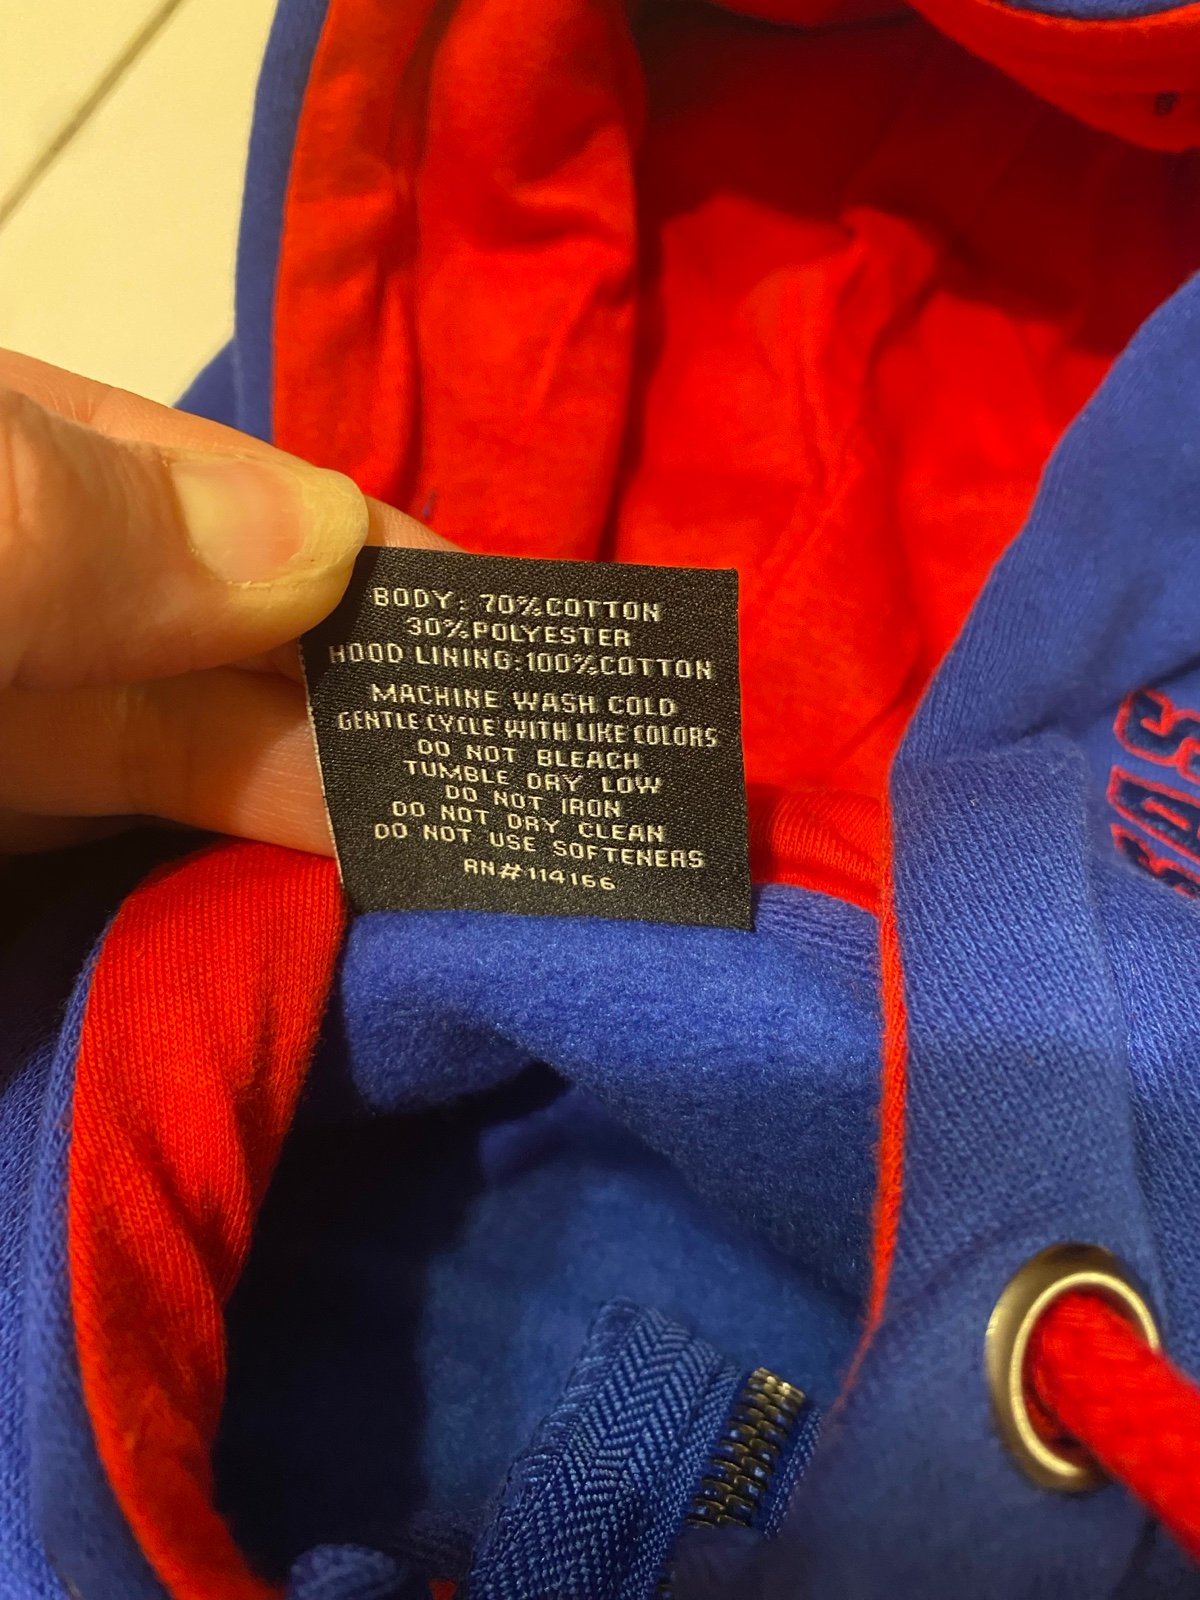 BODY: 70%COTTON
30%POLYESTER
HOOD LINING:100%COTTON
MACHINE WASH COLD
GENTLE CYCLE WITH LIKE COLORS
DO NOT BLEACH
TUMBLE DRY LOW
DO NOT IRON
DO NOT DRY CLEAN
DO NOT USE SOFTENERS
RN#114166